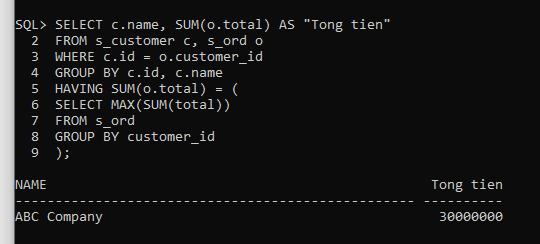 SQL> SELECT c.name, SUM(o.total) AS "Tong tien"
2 FROM s_customer c, s_ord o
3 WHERE c.id = o.customer_id
4 GROUP BY c.id, c.name
5 HAVING SUM(o.total) = (
6 SELECT MAX(SUM(total))
7 FROM s_ord
8 GROUP BY customer_id
9 );
NAME Tong tien
-------------------------------------------------- ----------
ABC Company 30000000